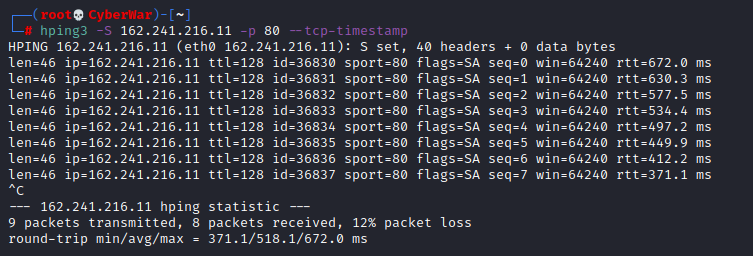 (root💀CyberWar)-[~]
# hping3 -S 162.241.216.11 -p 80 --tcp-timestamp
HPING 162.241.216.11 (eth0 162.241.216.11): S set, 40 headers + 0 data bytes
len=46 ip=162.241.216.11 ttl=128 id=36830 sport=80 flags=SA seq=0 win=64240 rtt=672.0 ms
len=46 ip=162.241.216.11 ttl=128 id=36831 sport=80 flags=SA seq=1 win=64240 rtt=630.3 ms
len=46 ip=162.241.216.11 ttl=128 id=36832 sport=80 flags=SA seq=2 win=64240 rtt=577.5 ms
len=46 ip=162.241.216.11 ttl=128 id=36833 sport=80 flags=SA seq=3 win=64240 rtt=534.4 ms
len=46 ip=162.241.216.11 ttl=128 id=36834 sport=80 flags=SA seq=4 win=64240 rtt=497.2 ms
len=46 ip=162.241.216.11 ttl=128 id=36835 sport=80 flags=SA seq=5 win=64240 rtt=449.9 ms
len=46 ip=162.241.216.11 ttl=128 id=36836 sport=80 flags=SA seq=6 win=64240 rtt=412.2 ms
len=46 ip=162.241.216.11 ttl=128 id=36837 sport=80 flags=SA seq=7 win=64240 rtt=371.1 ms
^C
--- 162.241.216.11 hping statistic ---
9 packets transmitted, 8 packets received, 12% packet loss
round-trip min/avg/max = 371.1/518.1/672.0 ms